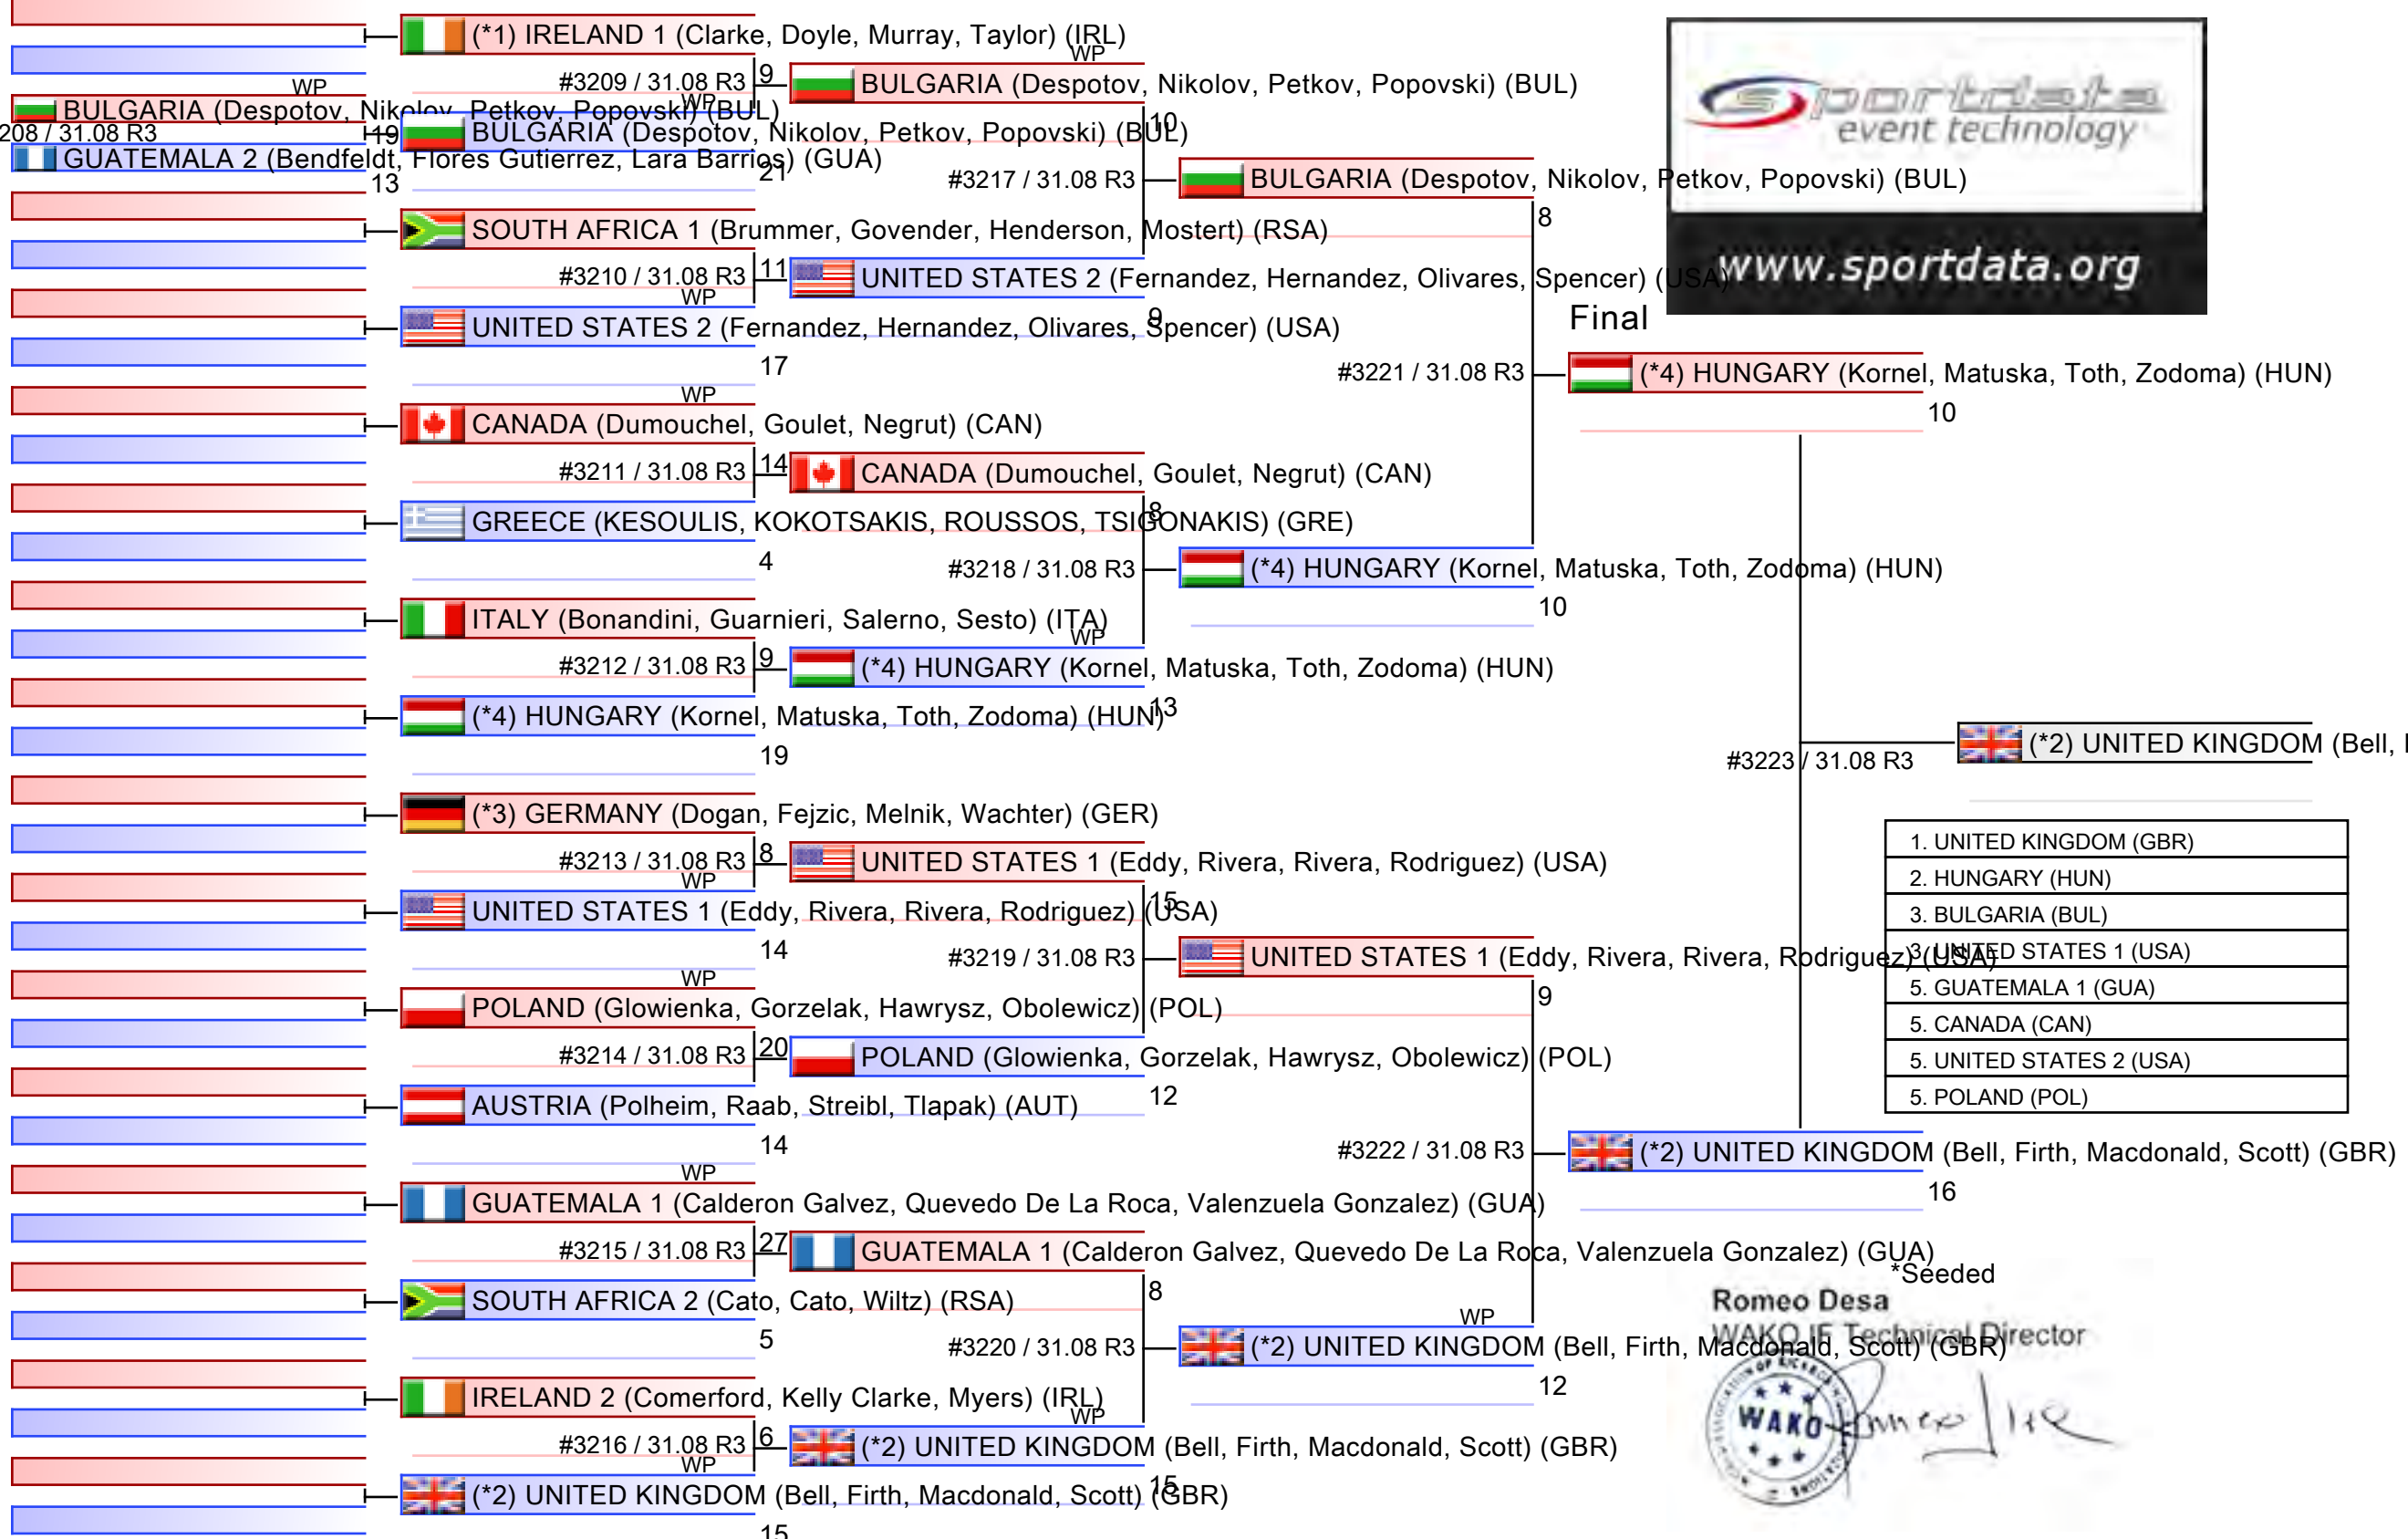 (*1) IRELAND 1 (Clarke, Doyle, Murray, Taylor) (IRL)
WP
#3209 / 31.08 R3
9
BULGARIA (Despotov, Nikolov, Petkov, Popovski) (BUL)
WP
BULGARIA (Despotov, Nikolov, Petkov, Popovski) (BUL)
WP
208 / 31.08 R3
19
BULGARIA (Despotov, Nikolov, Petkov, Popovski) (BUL)
10
GUATEMALA 2 (Bendfeldt, Flores Gutierrez, Lara Barrios) (GUA)
13
21
#3217 / 31.08 R3
BULGARIA (Despotov, Nikolov, Petkov, Popovski) (BUL)
8
SOUTH AFRICA 1 (Brummer, Govender, Henderson, Mostert) (RSA)
#3210 / 31.08 R3
11
UNITED STATES 2 (Fernandez, Hernandez, Olivares, Spencer) (USA)
WP
9
UNITED STATES 2 (Fernandez, Hernandez, Olivares, Spencer) (USA)
17
sportdata
event technology
www.sportdata.org
Final
#3221 / 31.08 R3
(*4) HUNGARY (Kornel, Matuska, Toth, Zodoma) (HUN)
10
WP
CANADA (Dumouchel, Goulet, Negrut) (CAN)
#3211 / 31.08 R3
14
CANADA (Dumouchel, Goulet, Negrut) (CAN)
8
GREECE (KESOULIS, KOKOTSAKIS, ROUSSOS, TSIGONAKIS) (GRE)
4
#3218 / 31.08 R3
(*4) HUNGARY (Kornel, Matuska, Toth, Zodoma) (HUN)
10
ITALY (Bonandini, Guarnieri, Salerno, Sesto) (ITA)
WP
#3212 / 31.08 R3
9
(*4) HUNGARY (Kornel, Matuska, Toth, Zodoma) (HUN)
13
(*4) HUNGARY (Kornel, Matuska, Toth, Zodoma) (HUN)
19
#3223 / 31.08 R3
(*2) UNITED KINGDOM (Bell,
(*3) GERMANY (Dogan, Fejzic, Melnik, Wachter) (GER)
#3213 / 31.08 R3
8
UNITED STATES 1 (Eddy, Rivera, Rivera, Rodriguez) (USA)
WP
15
UNITED STATES 1 (Eddy, Rivera, Rivera, Rodriguez) (USA)
14
#3219 / 31.08 R3
UNITED STATES 1 (Eddy, Rivera, Rivera, Rodriguez) (USA)
9
WP
POLAND (Glowienka, Gorzelak, Hawrysz, Obolewicz) (POL)
#3214 / 31.08 R3
20
POLAND (Glowienka, Gorzelak, Hawrysz, Obolewicz) (POL)
12
AUSTRIA (Polheim, Raab, Streibl, Tlapak) (AUT)
14
1. UNITED KINGDOM (GBR)
2. HUNGARY (HUN)
3. BULGARIA (BUL)
3. UNITED STATES 1 (USA)
5. GUATEMALA 1 (GUA)
5. CANADA (CAN)
5. UNITED STATES 2 (USA)
5. POLAND (POL)
#3222 / 31.08 R3
(*2) UNITED KINGDOM (Bell, Firth, Macdonald, Scott) (GBR)
16
WP
GUATEMALA 1 (Calderon Galvez, Quevedo De La Roca, Valenzuela Gonzalez) (GUA)
#3215 / 31.08 R3
27
GUATEMALA 1 (Calderon Galvez, Quevedo De La Roca, Valenzuela Gonzalez) (GUA)
8
SOUTH AFRICA 2 (Cato, Cato, Wiltz) (RSA)
5
WP
#3220 / 31.08 R3
(*2) UNITED KINGDOM (Bell, Firth, Macdonald, Scott) (GBR)
12
IRELAND 2 (Comerford, Kelly Clarke, Myers) (IRL)
WP
#3216 / 31.08 R3
6
(*2) UNITED KINGDOM (Bell, Firth, Macdonald, Scott) (GBR)
WP
15
(*2) UNITED KINGDOM (Bell, Firth, Macdonald, Scott) (GBR)
15
*Seeded
Romeo Desa
WAKO IF Technical Director
WAKO